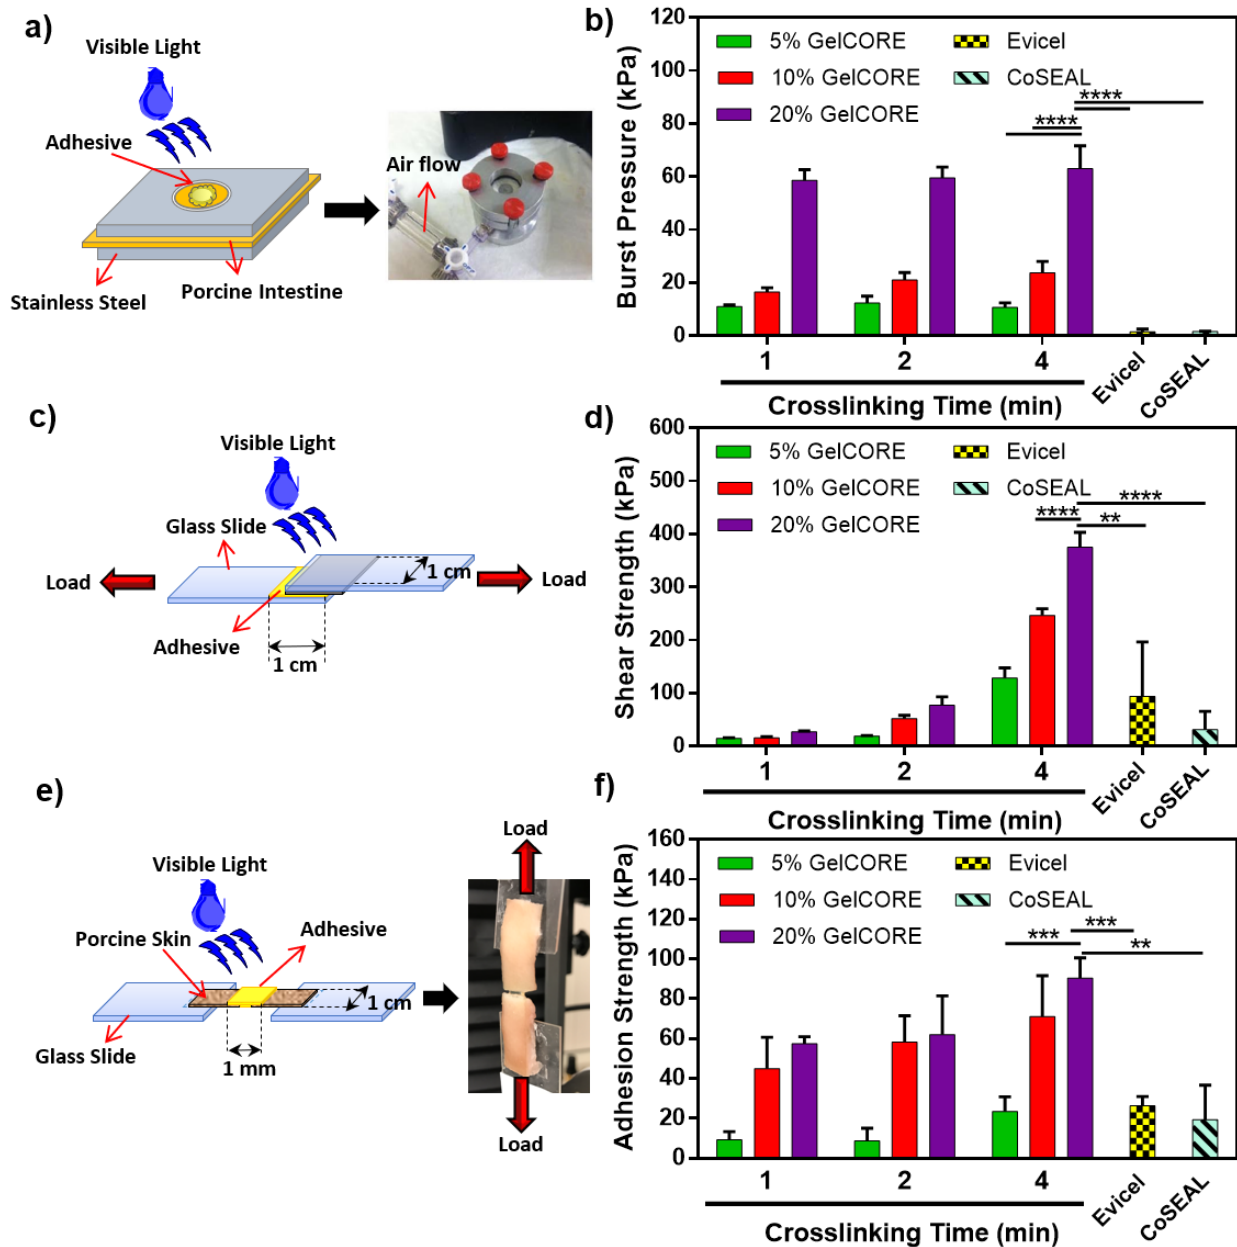 a)
Visible Light
Adhesive
Air flow
Stainless Steel
Porcine Intestine
b)
Burst Pressure (kPa)
120
100
80
60
40
20
0
5% GelCORE
10% GelCORE
20% GelCORE
Evicel
CoSEAL
****
****
1
2
4
Evicel
CoSEAL
Crosslinking Time (min)
c)
Visible Light
Glass Slide
Load
1 cm
Load
Adhesive
1 cm
d)
Shear Strength (kPa)
600
500
400
300
200
100
0
5% GelCORE
10% GelCORE
20% GelCORE
Evicel
CoSEAL
****
****
**
1
2
4
Evicel
CoSEAL
Crosslinking Time (min)
e)
Visible Light
Porcine Skin
Adhesive
1 cm
Glass Slide
1 mm
Load
Load
f)
Adhesion Strength (kPa)
160
140
120
100
80
60
40
20
0
5% GelCORE
10% GelCORE
20% GelCORE
Evicel
CoSEAL
***
***
**
1
2
4
Evicel
CoSEAL
Crosslinking Time (min)